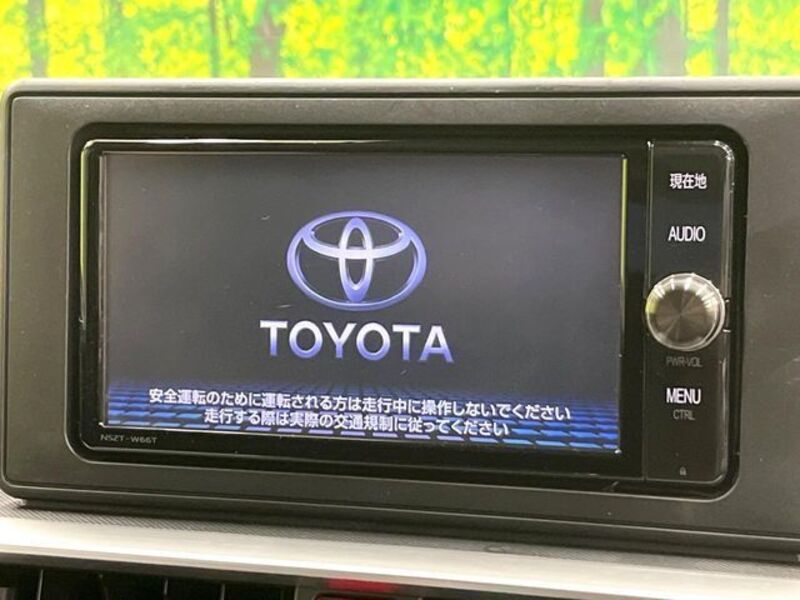 現在地
AUDIO
TOYOTA
PWR-VOL
安全運転のために運転される方は走行中に操作しないでください
走行する際は実際の交通規制に従ってください
MENU
CTRL
NSZT-W66T